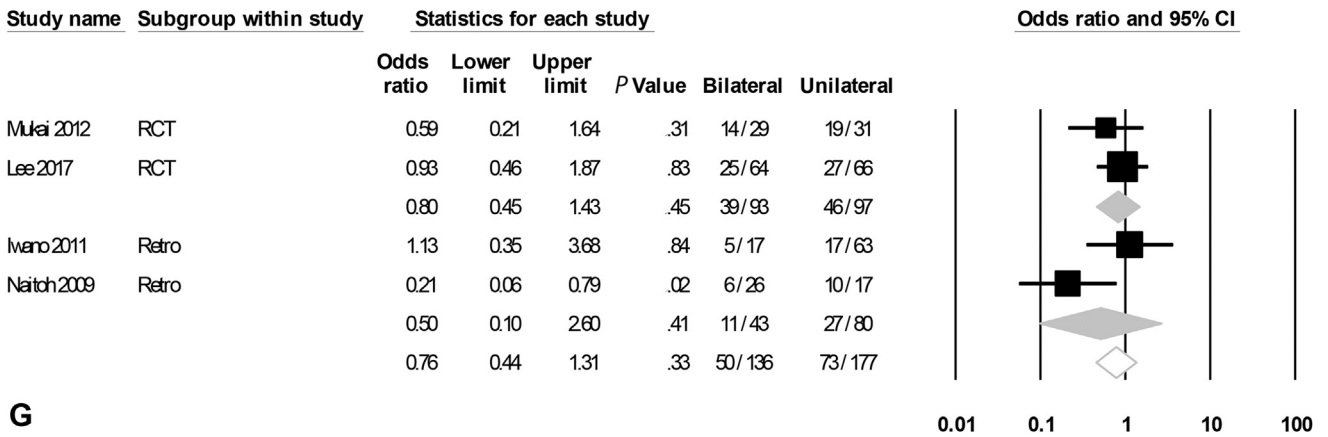 Study name Subgroup within study Statistics for each study Odds ratio and 95% CI
Odds ratio Lower limit Upper limit P Value Bilateral Unilateral
Mukai 2012 RCT 0.59 0.21 1.64 .31 14 / 29 19 / 31
Lee 2017 RCT 0.93 0.46 1.87 .83 25 / 64 27 / 66
0.80 0.45 1.43 .45 39 / 93 46 / 97
Iwano 2011 Retro 1.13 0.35 3.68 .84 5 / 17 17 / 63
Naitoh 2009 Retro 0.21 0.06 0.79 .02 6 / 26 10 / 17
0.50 0.10 2.60 .41 11 / 43 27 / 80
0.76 0.44 1.31 .33 50 / 136 73 / 177
G 0.01 0.1 1 10 100